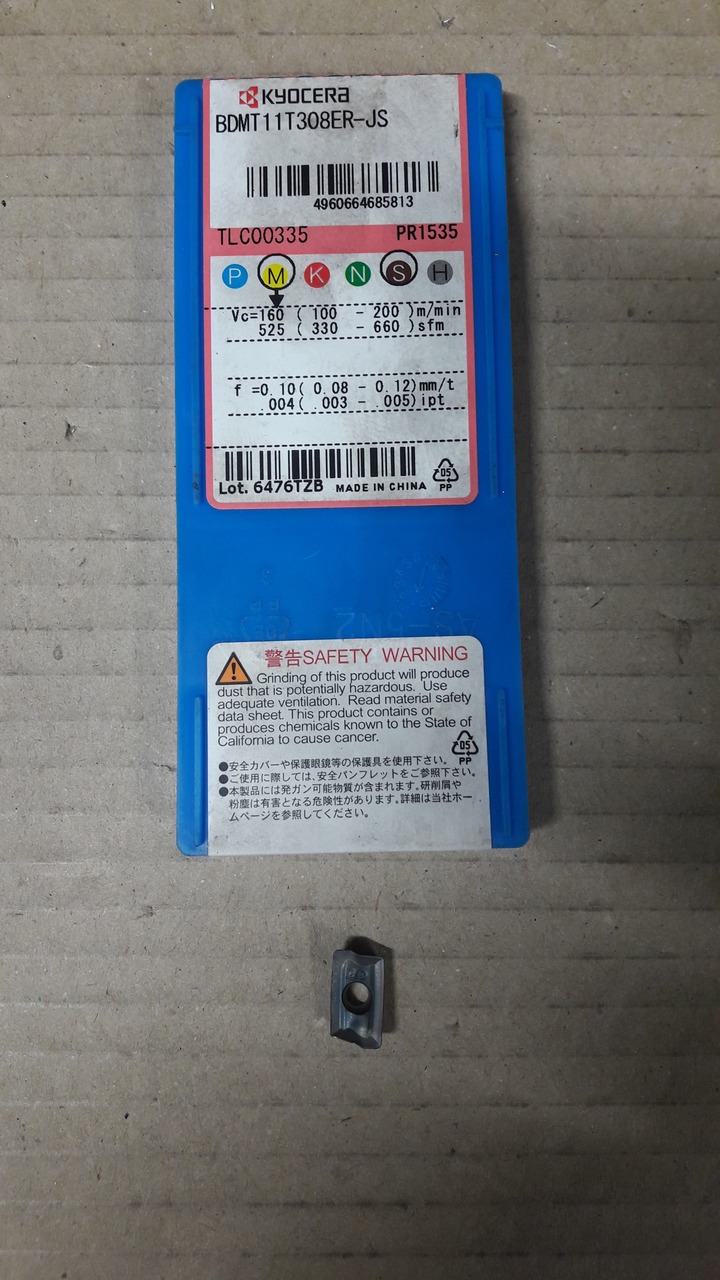 KYOCERA
BDMT11T308ER-JS
4960664685813
TLC00335 PR1535
P M K N S H
Vc=160 ( 100 - 200 )m/min
525 ( 330 - 660 )sfm
f =0.10( 0.08 - 0.12)mm/t
.004( .003 - .005)ipt
Lot. 6476TZB MADE IN CHINA
05
PP
警告SAFETY WARNING
Grinding of this product will produce
dust that is potentially hazardous. Use
adequate ventilation. Read material safety
data sheet. This product contains or
produces chemicals known to the State of
California to cause cancer.
05
PP
●安全カバーや保護眼鏡等の保護具を使用下さい。
●ご使用に際しては、安全パンフレットをご参照下さい。
●本製品には発ガン可能物質が含まれます。研削屑や
粉塵は有害となる危険性があります。詳細は当社ホー
ムページを参照してください。